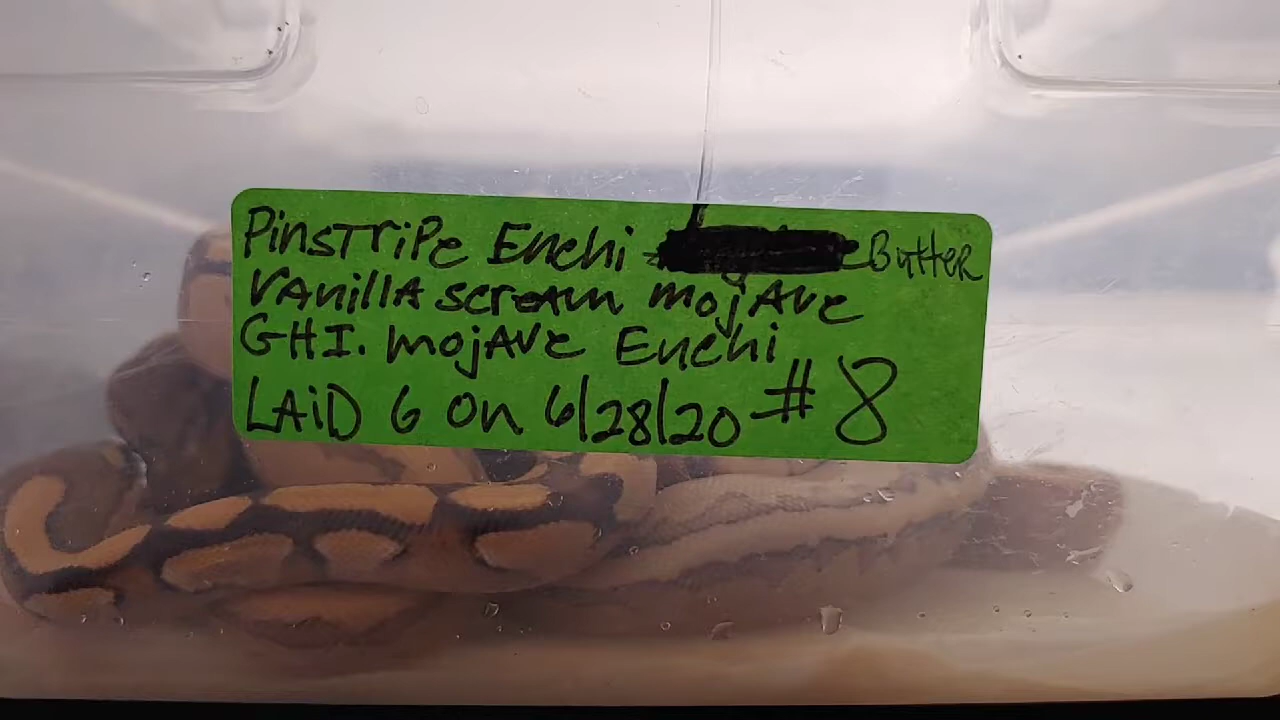 PinsTriPe Enchi Butter
VAnillA scream mojAve
GHI. mojAve Enchi
LAiD 6 on 6/28/20 # 8